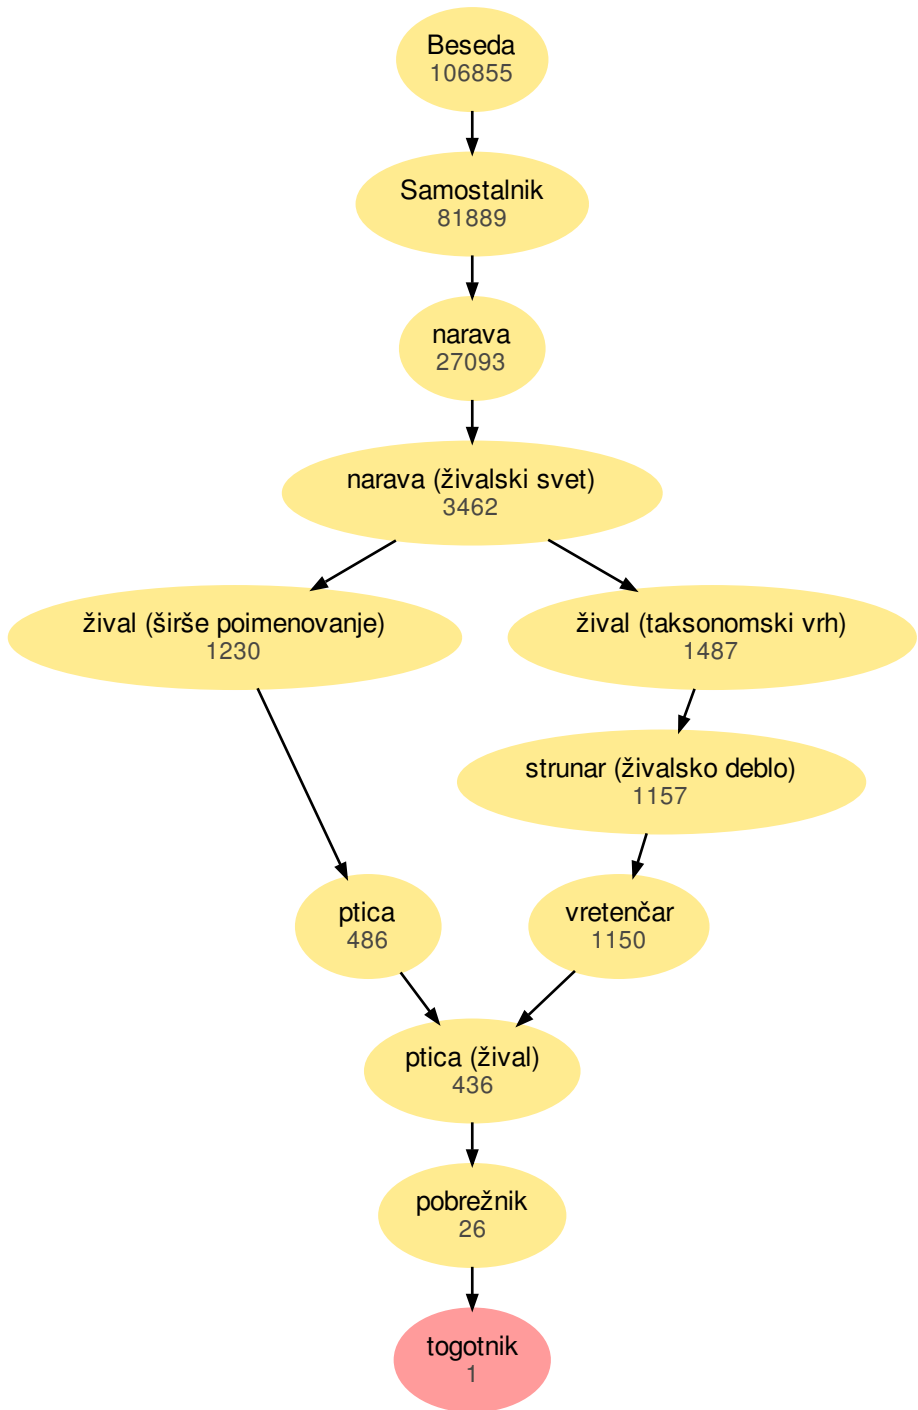 Beseda
106855
Samostalnik
81889
narava
27093
narava (živalski svet)
3462
žival (širše poimenovanje)
1230
žival (taksonomski vrh)
1487
strunar (živalsko deblo)
1157
ptica
486
vretenčar
1150
ptica (žival)
436
pobrežnik
26
togotnik
1